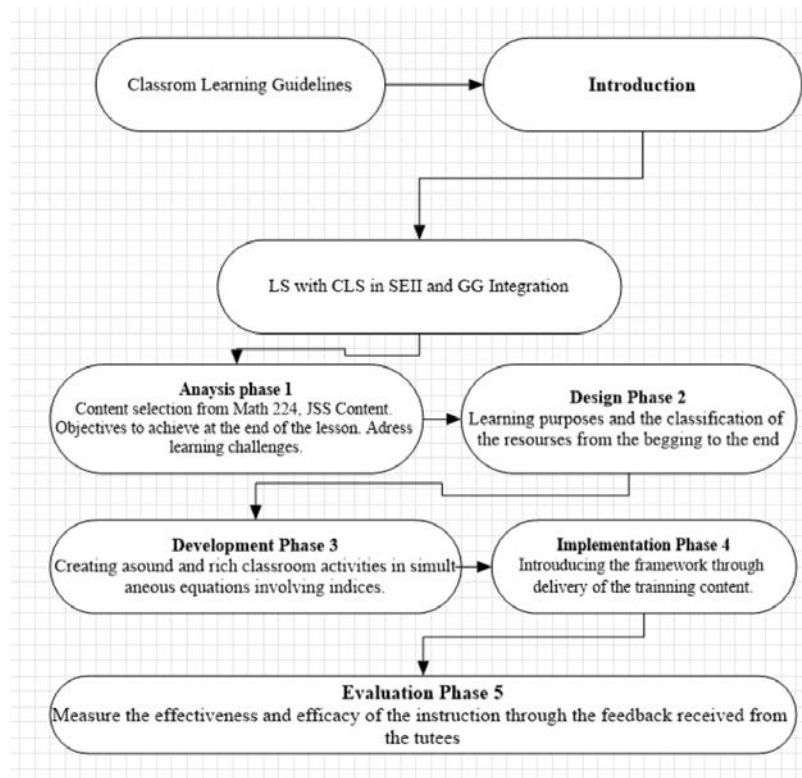 Classrom Learning Guidelines
Introduction
LS with CLS in SEII and GG Integration
Anaysis phase 1
Content selection from Math 224, JSS Content.
Objectives to achieve at the end of the lesson. Adress
learning challenges.
Design Phase 2
Learning purposes and the classification of
the resourses from the begging to the end
Development Phase 3
Creating asound and rich classroom activities in simult
aneous equations involving indices.
Implementation Phase 4
Introuducing the framework through
delivery of the trainning content.
Evaluation Phase 5
Measure the effectiveness and efficacy of the instruction through the feedback received from
the tutees